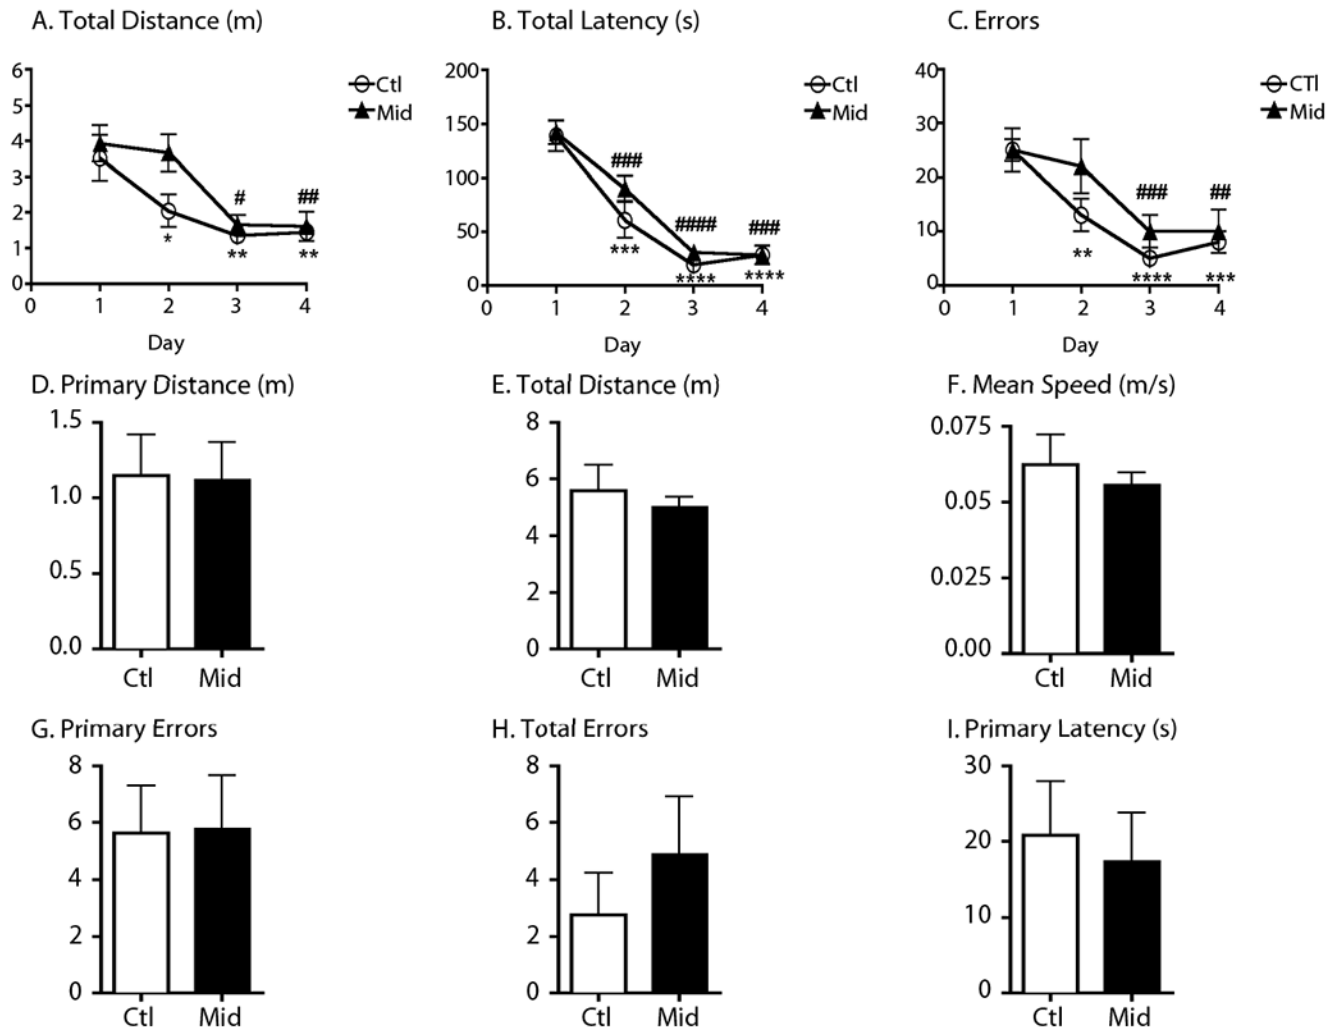 A. Total Distance (m)
B. Total Latency (s)
C. Errors
6
5
4
3
2
1
0
0
1
2
3
4
Day
Ctl
Mid
#
##
*
**
**
200
150
100
50
0
0
1
2
3
4
Day
Ctl
Mid
###
####
###
***
****
****
40
30
20
10
0
0
1
2
3
4
Day
CTl
Mid
###
##
**
****
***
D. Primary Distance (m)
1.5
1.0
0.5
0.0
Ctl
Mid
E. Total Distance (m)
8
6
4
2
0
Ctl
Mid
F. Mean Speed (m/s)
0.075
0.05
0.025
0.00
Ctl
Mid
G. Primary Errors
8
6
4
2
0
Ctl
Mid
H. Total Errors
8
6
4
2
0
Ctl
Mid
I. Primary Latency (s)
30
20
10
0
Ctl
Mid